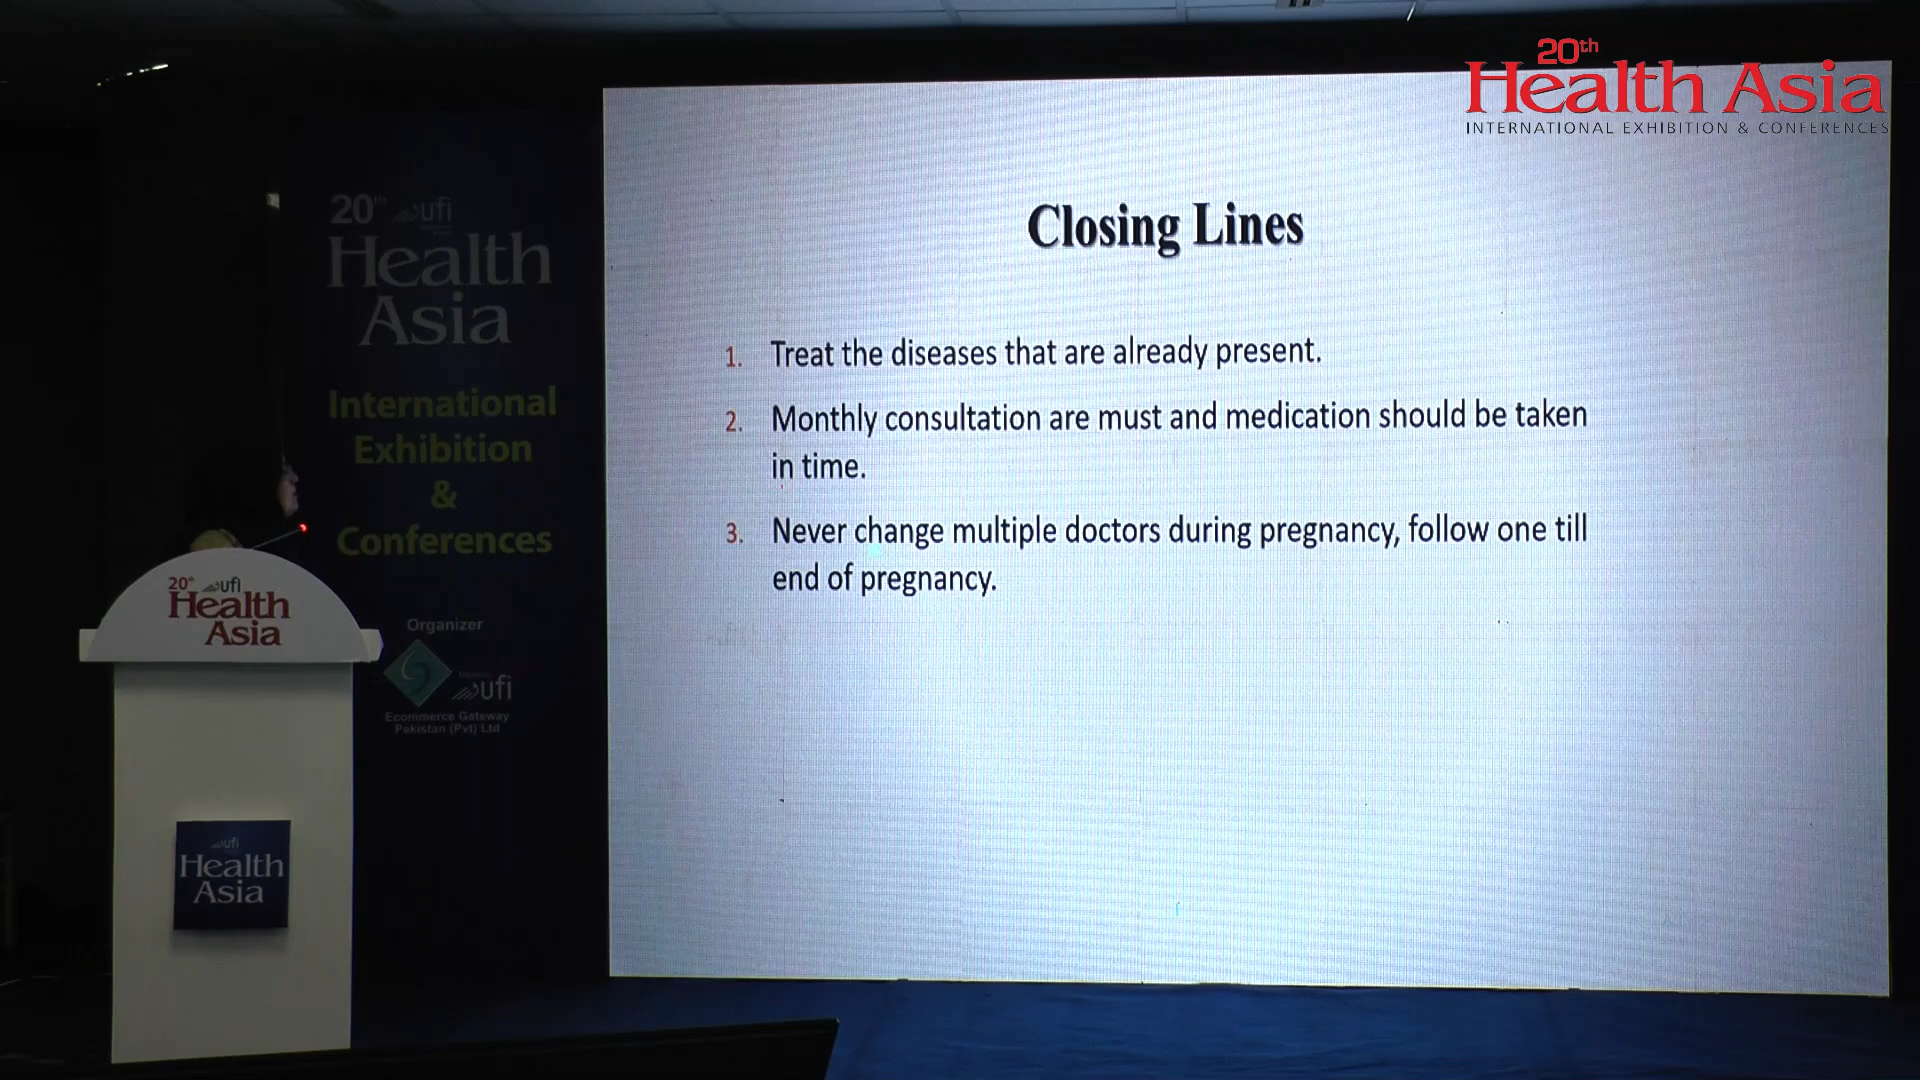 20th
Health Asia
INTERNATIONAL EXHIBITION & CONFERENCES
20th ufi
Health
Asia
International
Exhibition
&
Conferences
Organizer
ufi
Ecommerce Gateway
Pakistan (Pvt) Ltd
20th ufi
Health
Asia
ufi
Health
Asia
Closing Lines
1. Treat the diseases that are already present.
2. Monthly consultation are must and medication should be taken
in time.
3. Never change multiple doctors during pregnancy, follow one till
end of pregnancy.